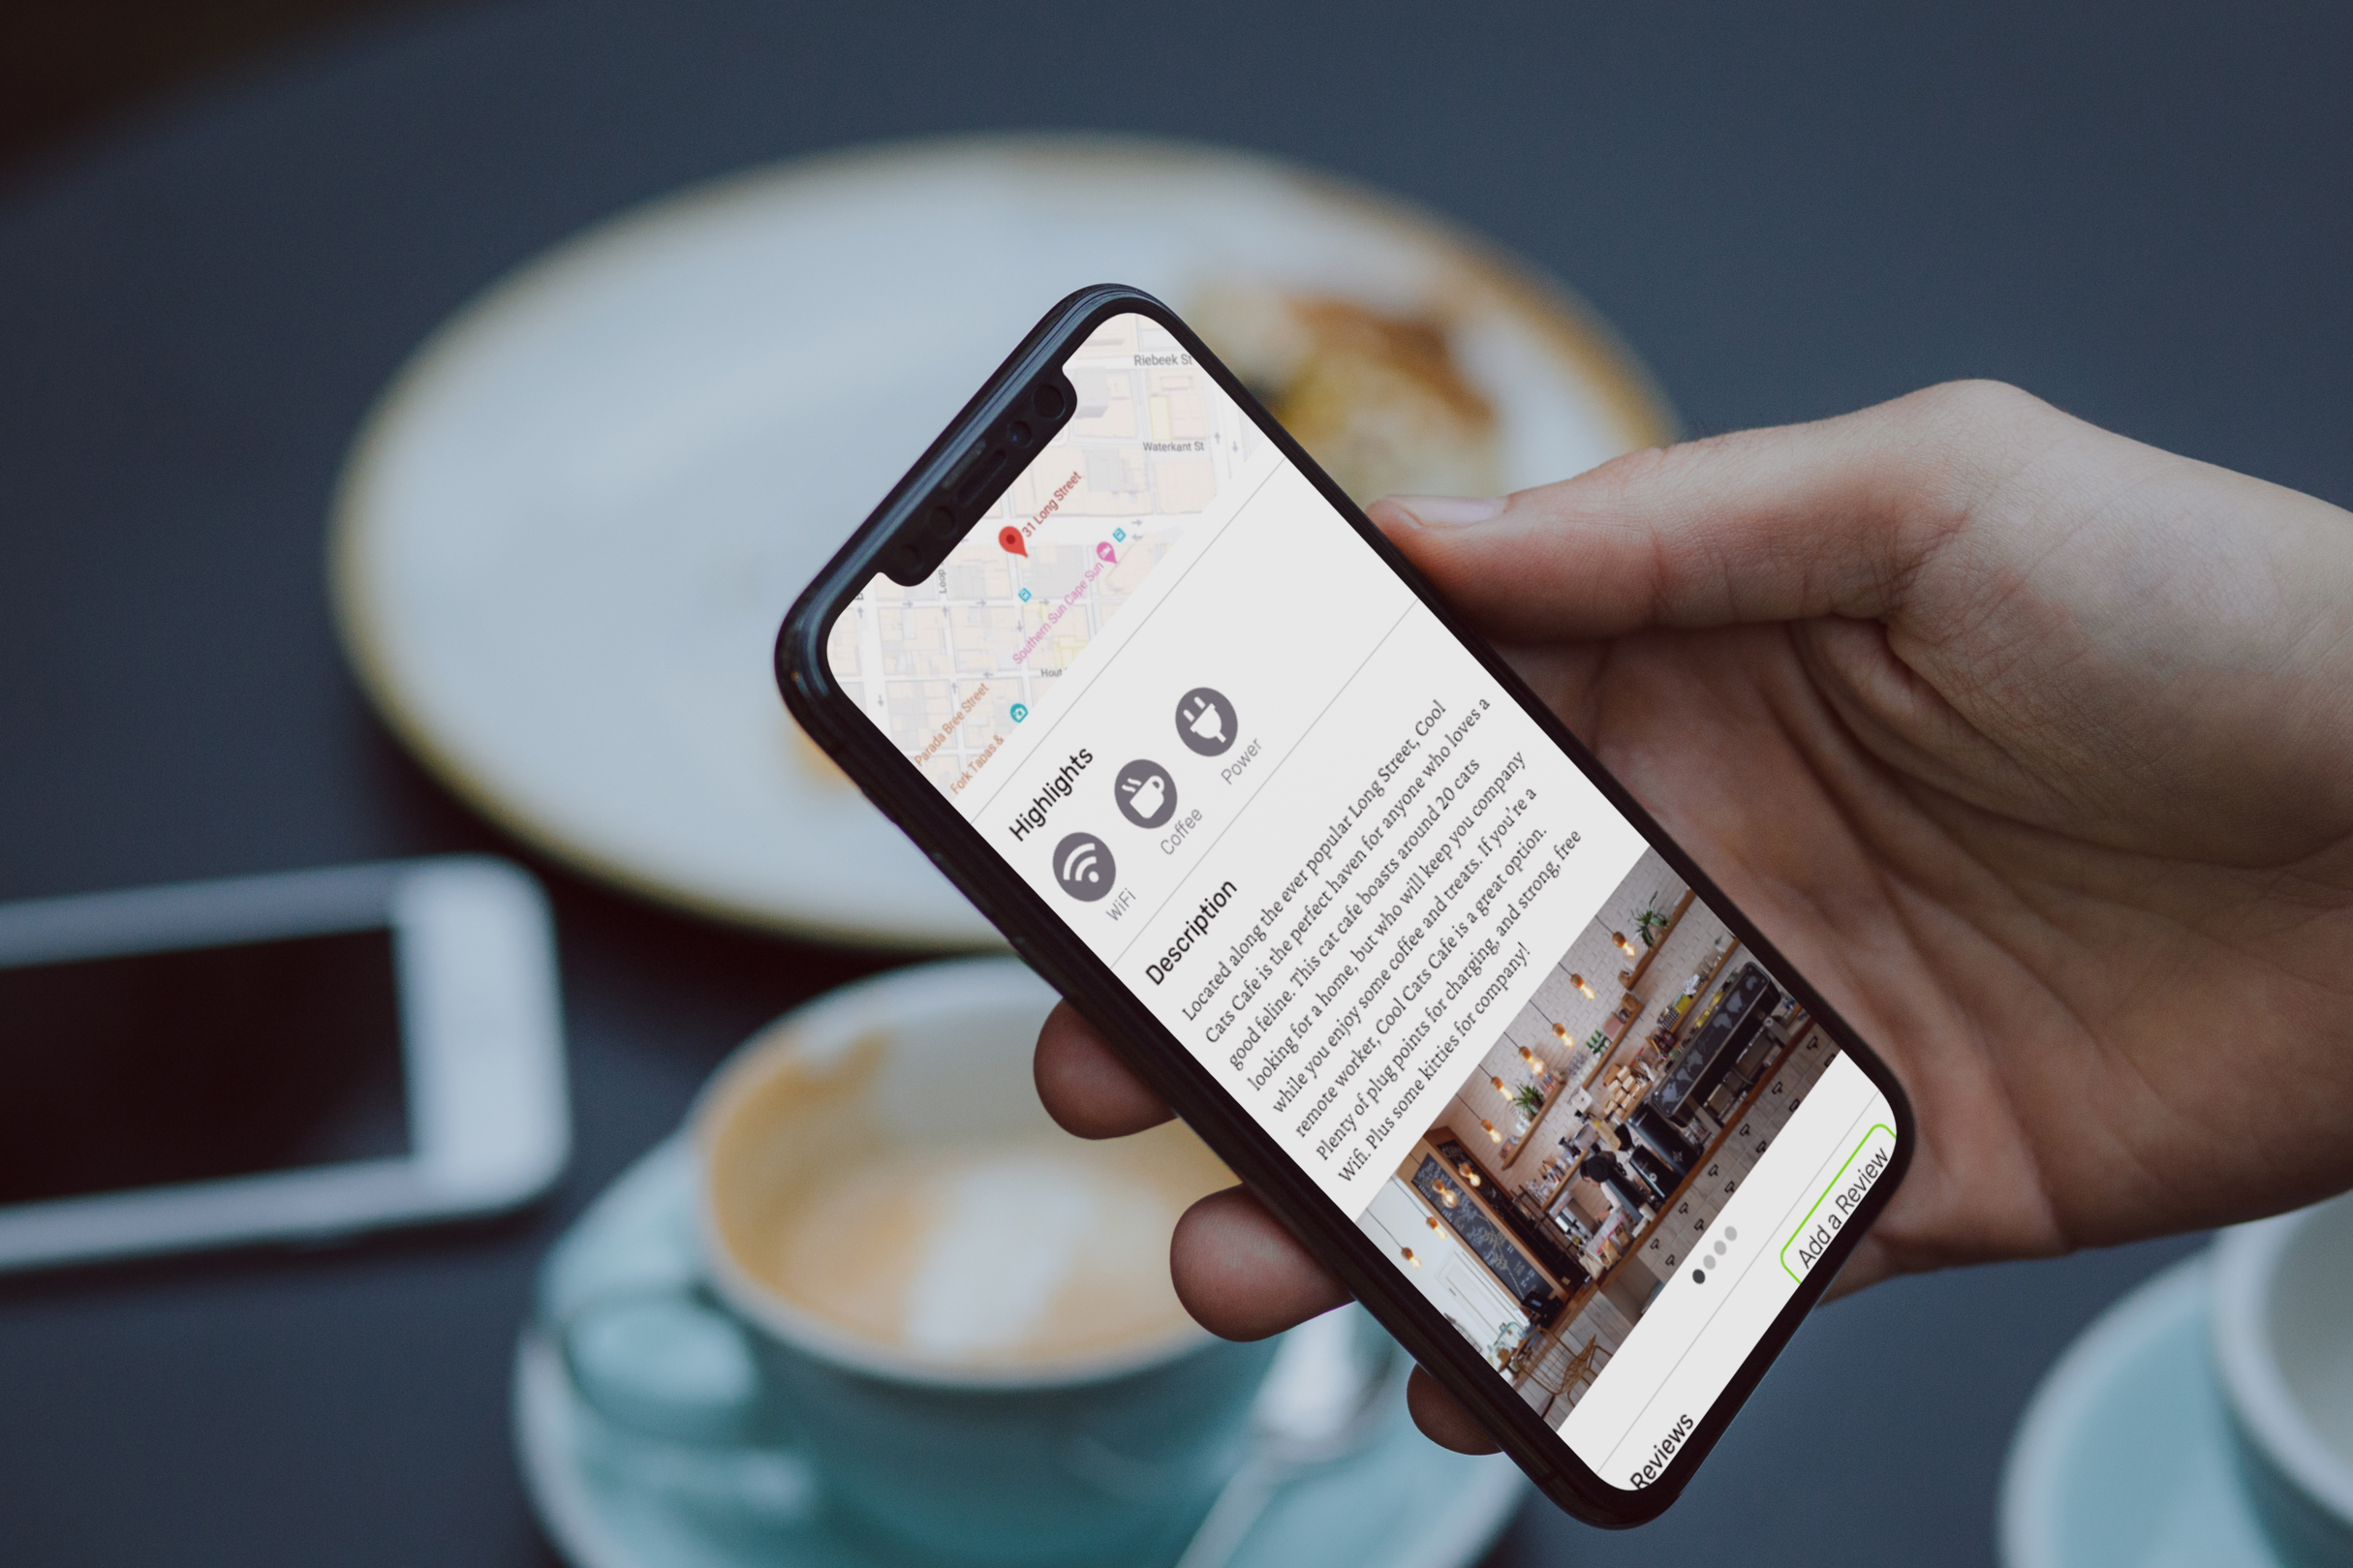 Riebeek St
Waterkant St
31 Long Street
Loop
Southern Sun Cape Sun
Hout
Parada Bree Street
Fork Tapas &
Highlights
WiFi
Coffee
Power
Description
Located along the ever popular Long Street, Cool
Cats Cafe is the perfect haven for anyone who loves a
good feline. This cat cafe boasts around 20 cats
looking for a home, but who will keep you company
while you enjoy some coffee and treats. If you're a
remote worker, Cool Cats Cafe is a great option.
Plenty of plug points for charging, and strong, free
Wifi. Plus some kitties for company!
Reviews
Add a Review